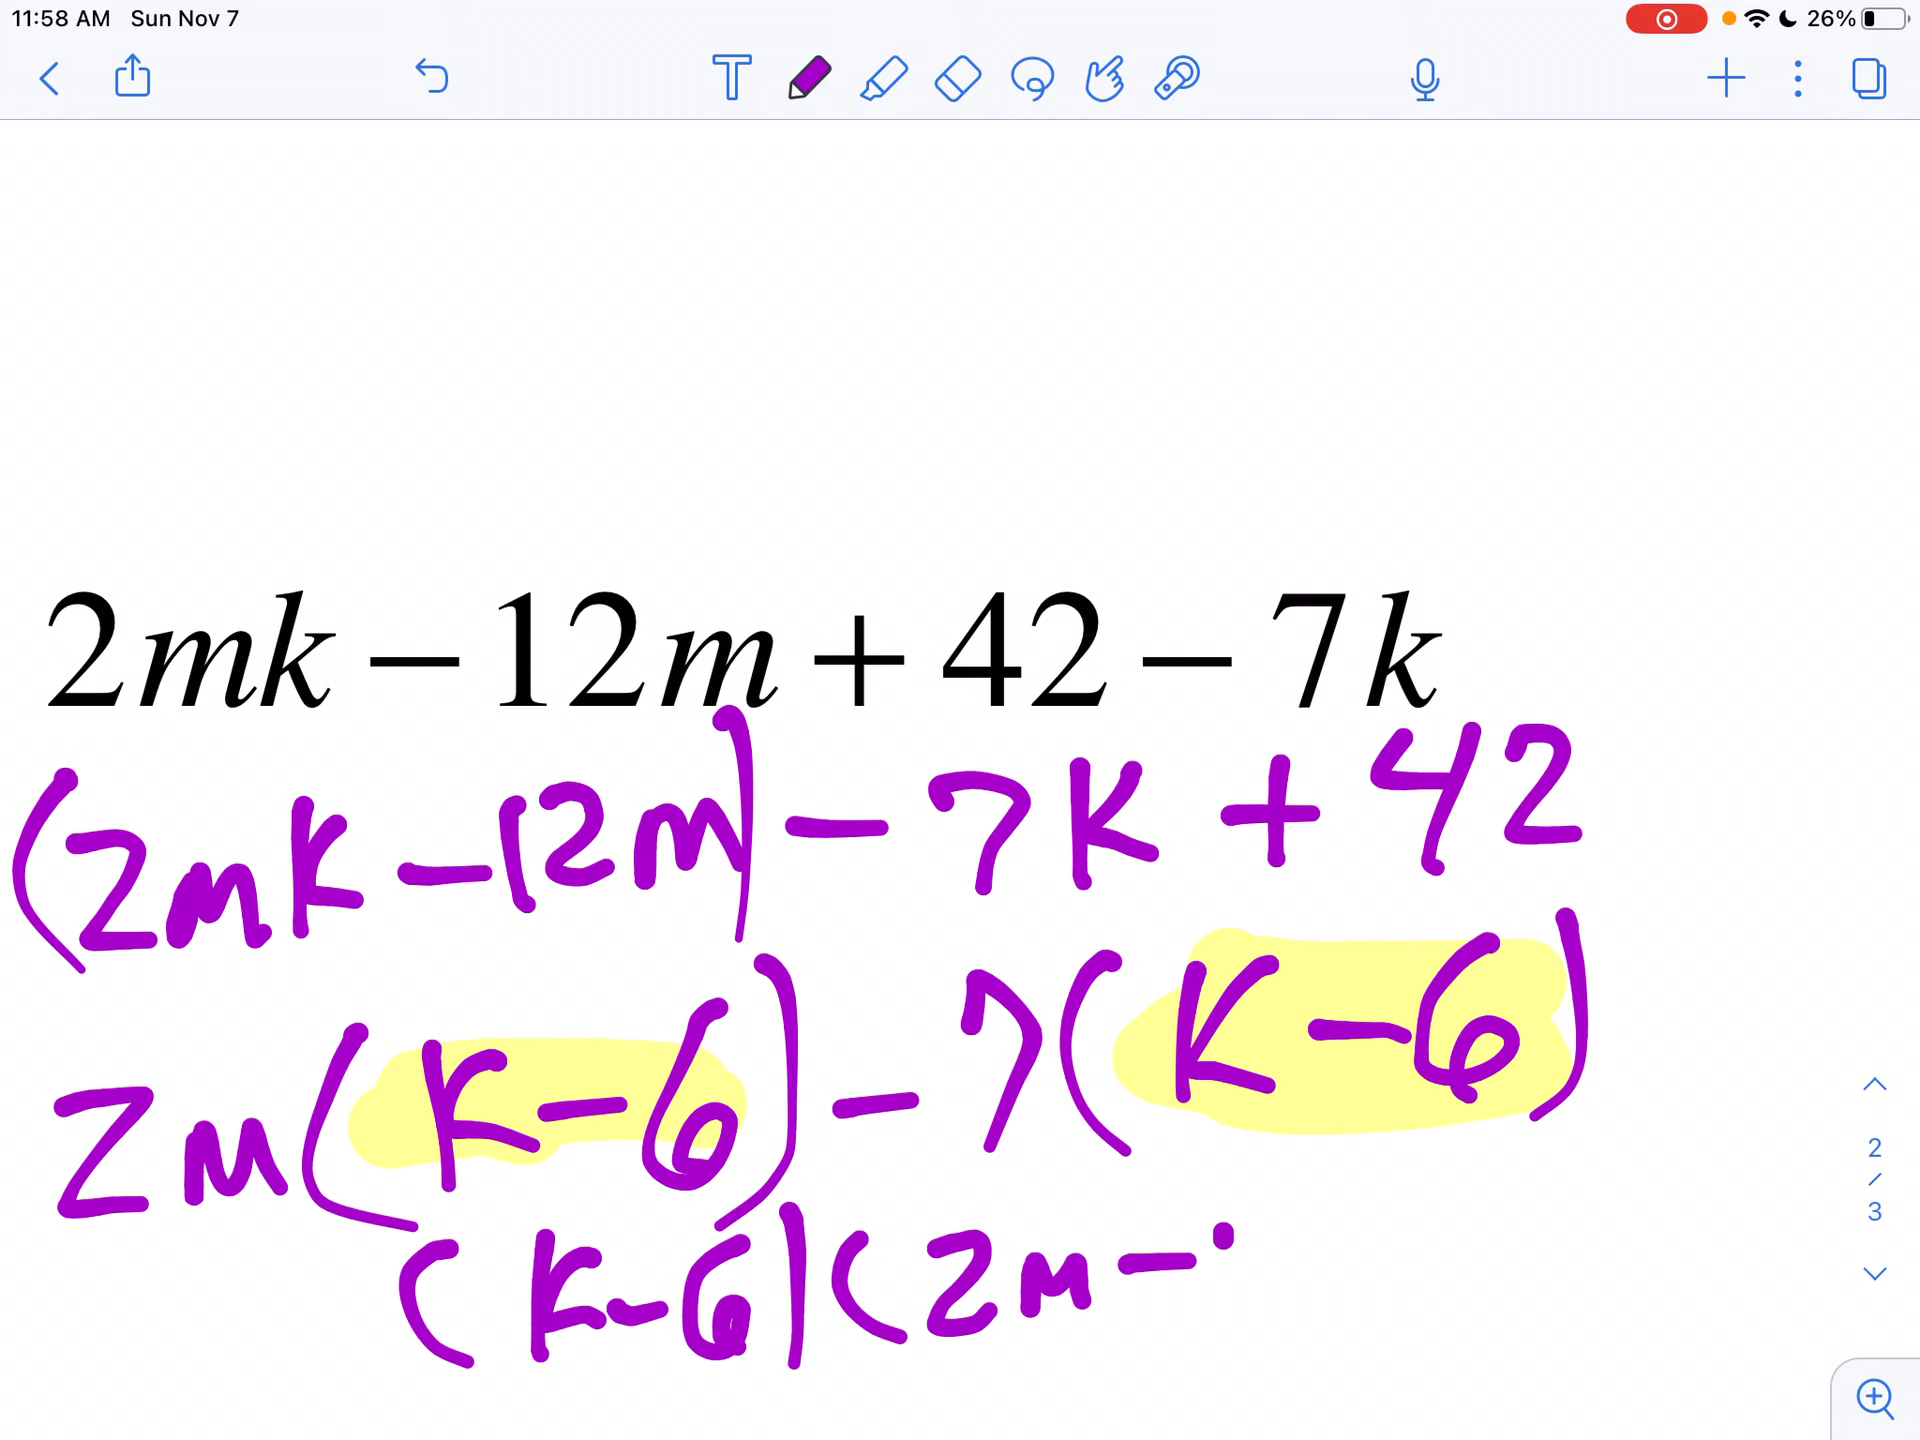 11:58 AM Sun Nov 7 26%
T
2mk − 12m + 42 − 7k
(2mk − 12m) − 7k + 42
2m(k − 6) − 7(k − 6)
(k − 6)(2m −
2
/
3